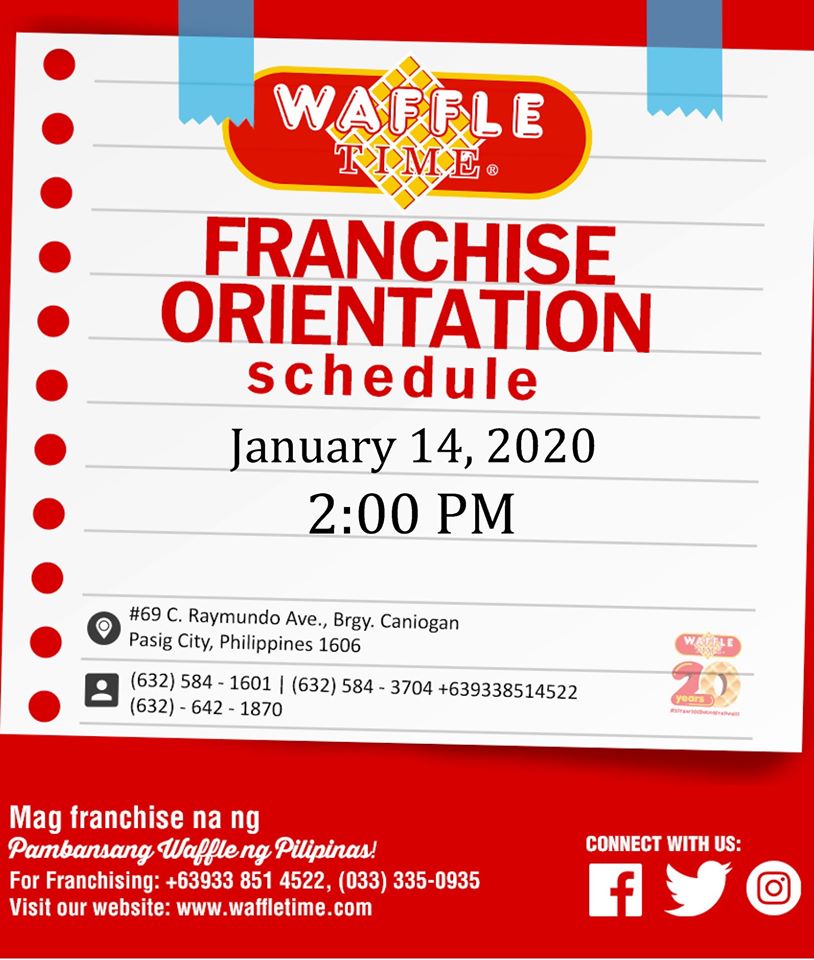 WAFFLE
TIME®
FRANCHISE
ORIENTATION
schedule
January 14, 2020
2:00 PM
#69 C. Raymundo Ave., Brgy. Caniogan
Pasig City, Philippines 1606
(632) 584 - 1601 | (632) 584 - 3704 +639338514522
(632) - 642 - 1870
WAFFLE
TIME
20
years
Mag franchise na ng
Pambansang Waffle ng Pilipinas!
For Franchising: +63933 851 4522, (033) 335-0935
Visit our website: www.waffletime.com
CONNECT WITH US: